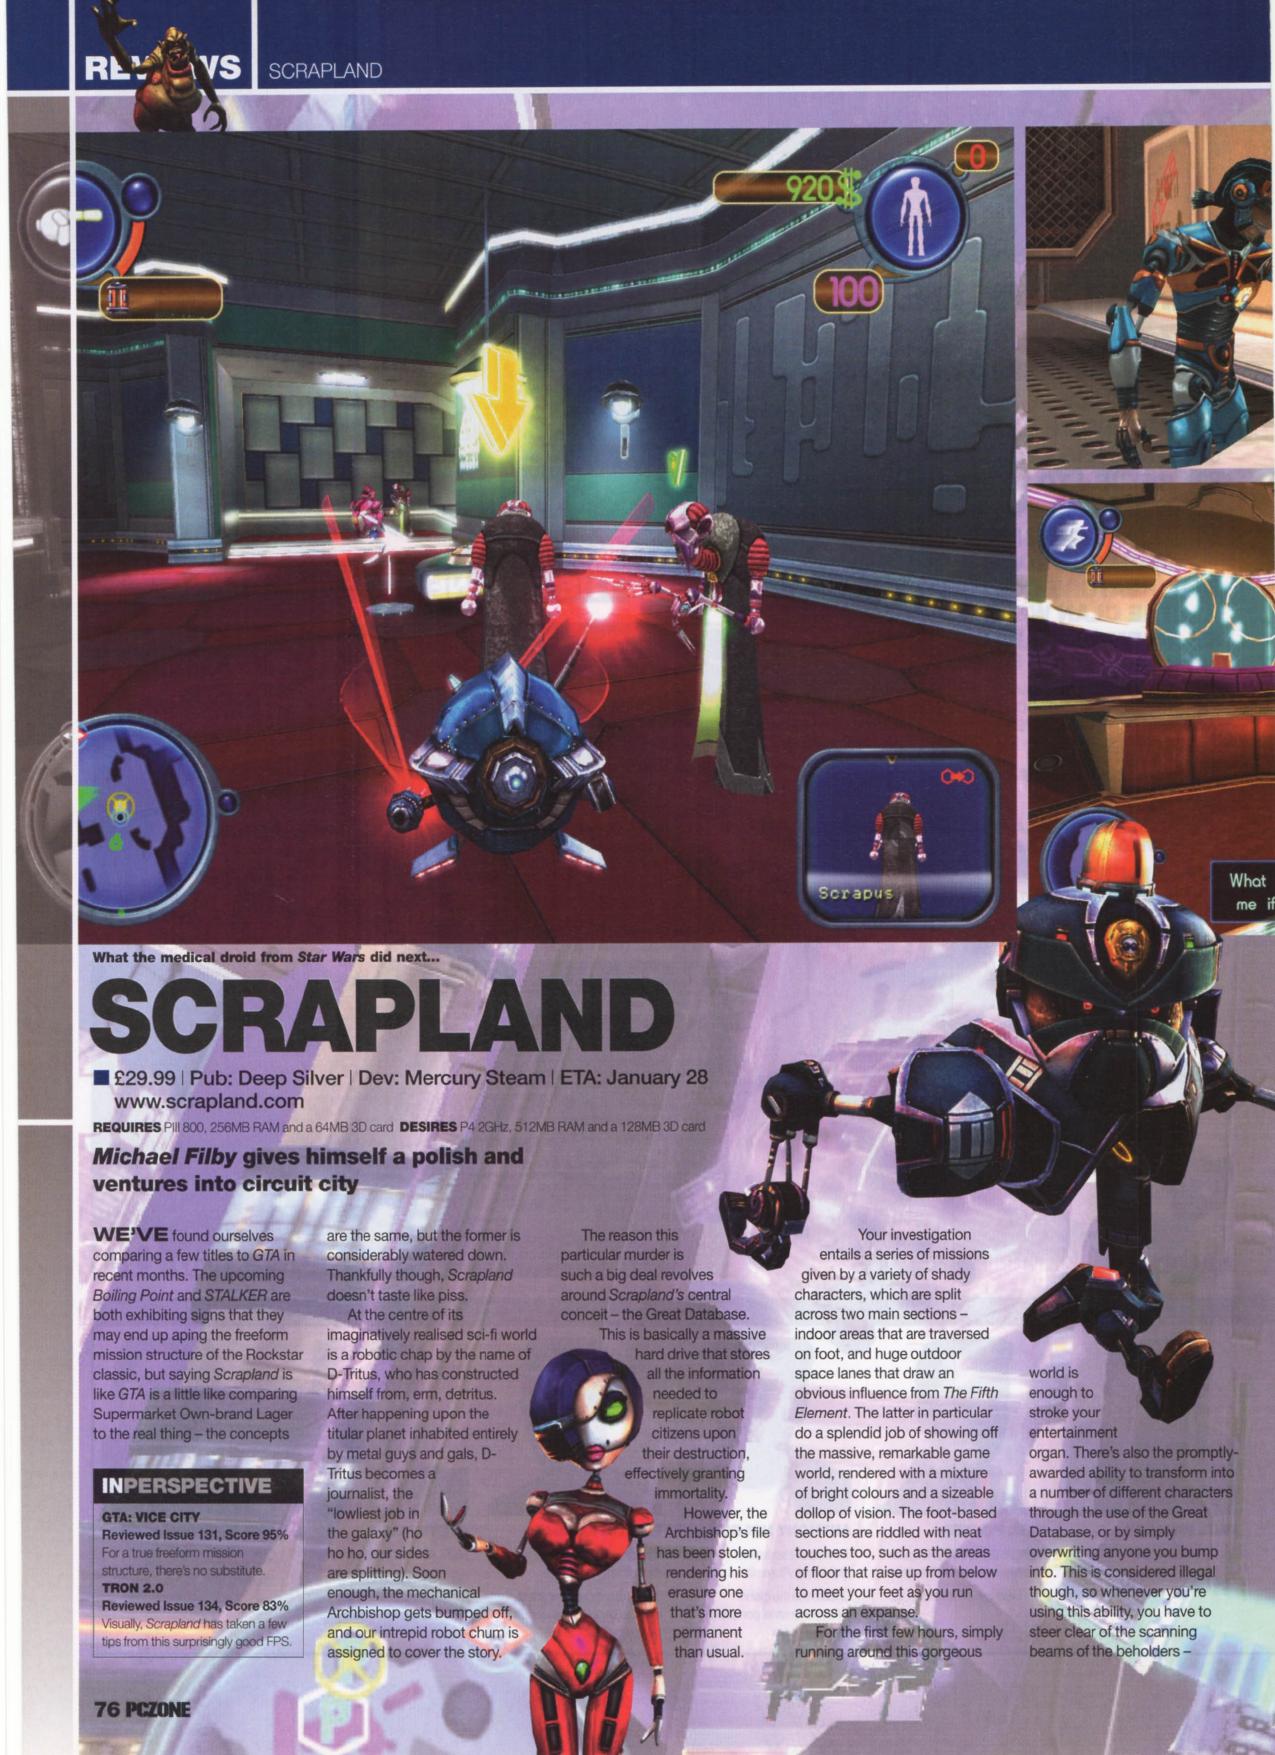 REVIEWS
SCRAPLAND
0
920$
100
Scrapus
What
me if
What the medical droid from Star Wars did next...
SCRAPLAND
£29.99 | Pub: Deep Silver | Dev: Mercury Steam | ETA: January 28
www.scrapland.com
REQUIRES PIII 800, 256MB RAM and a 64MB 3D card DESIRES P4 2GHz, 512MB RAM and a 128MB 3D card
Michael Filby gives himself a polish and
ventures into circuit city
WE'VE found ourselves
comparing a few titles to GTA in
recent months. The upcoming
Boiling Point and STALKER are
both exhibiting signs that they
may end up aping the freeform
mission structure of the Rockstar
classic, but saying Scrapland is
like GTA is a little like comparing
Supermarket Own-brand Lager
to the real thing – the concepts
INPERSPECTIVE
GTA: VICE CITY
Reviewed Issue 131, Score 95%
For a true freeform mission
structure, there's no substitute.
TRON 2.0
Reviewed Issue 134, Score 83%
Visually, Scrapland has taken a few
tips from this surprisingly good FPS.
are the same, but the former is
considerably watered down.
Thankfully though, Scrapland
doesn't taste like piss.
At the centre of its
imaginatively realised sci-fi world
is a robotic chap by the name of
D-Tritus, who has constructed
himself from, erm, detritus.
After happening upon the
titular planet inhabited entirely
by metal guys and gals, D-
Tritus becomes a
journalist, the
"lowliest job in
the galaxy" (ho
ho ho, our sides
are splitting). Soon
enough, the mechanical
Archbishop gets bumped off,
and our intrepid robot chum is
assigned to cover the story.
The reason this
particular murder is
such a big deal revolves
around Scrapland's central
conceit – the Great Database.
This is basically a massive
hard drive that stores
all the information
needed to
replicate robot
citizens upon
their destruction,
effectively granting
immortality.
However, the
Archbishop's file
has been stolen,
rendering his
erasure one
that's more
permanent
than usual.
Your investigation
entails a series of missions
given by a variety of shady
characters, which are split
across two main sections –
indoor areas that are traversed
on foot, and huge outdoor
space lanes that draw an
obvious influence from The Fifth
Element. The latter in particular
do a splendid job of showing off
the massive, remarkable game
world, rendered with a mixture
of bright colours and a sizeable
dollop of vision. The foot-based
sections are riddled with neat
touches too, such as the areas
of floor that raise up from below
to meet your feet as you run
across an expanse.
For the first few hours, simply
running around this gorgeous
world is
enough to
stroke your
entertainment
organ. There's also the promptly-
awarded ability to transform into
a number of different characters
through the use of the Great
Database, or by simply
overwriting anyone you bump
into. This is considered illegal
though, so whenever you're
using this ability, you have to
steer clear of the scanning
beams of the beholders –
76 PCZONE